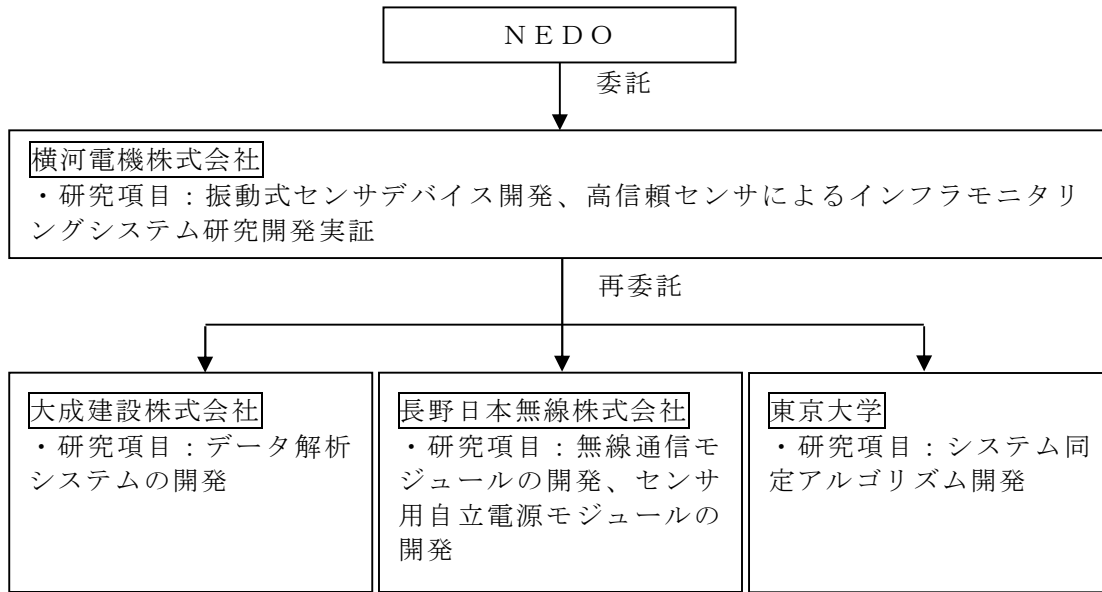 ＮＥＤＯ
委託
横河電機株式会社
・研究項目：振動式センサデバイス開発、高信頼センサによるインフラモニタリ
ングシステム研究開発実証
再委託
大成建設株式会社
・研究項目：データ解析
システムの開発
長野日本無線株式会社
・研究項目：無線通信モ
ジュールの開発、センサ
用自立電源モジュールの
開発
東京大学
・研究項目：システム同
定アルゴリズム開発